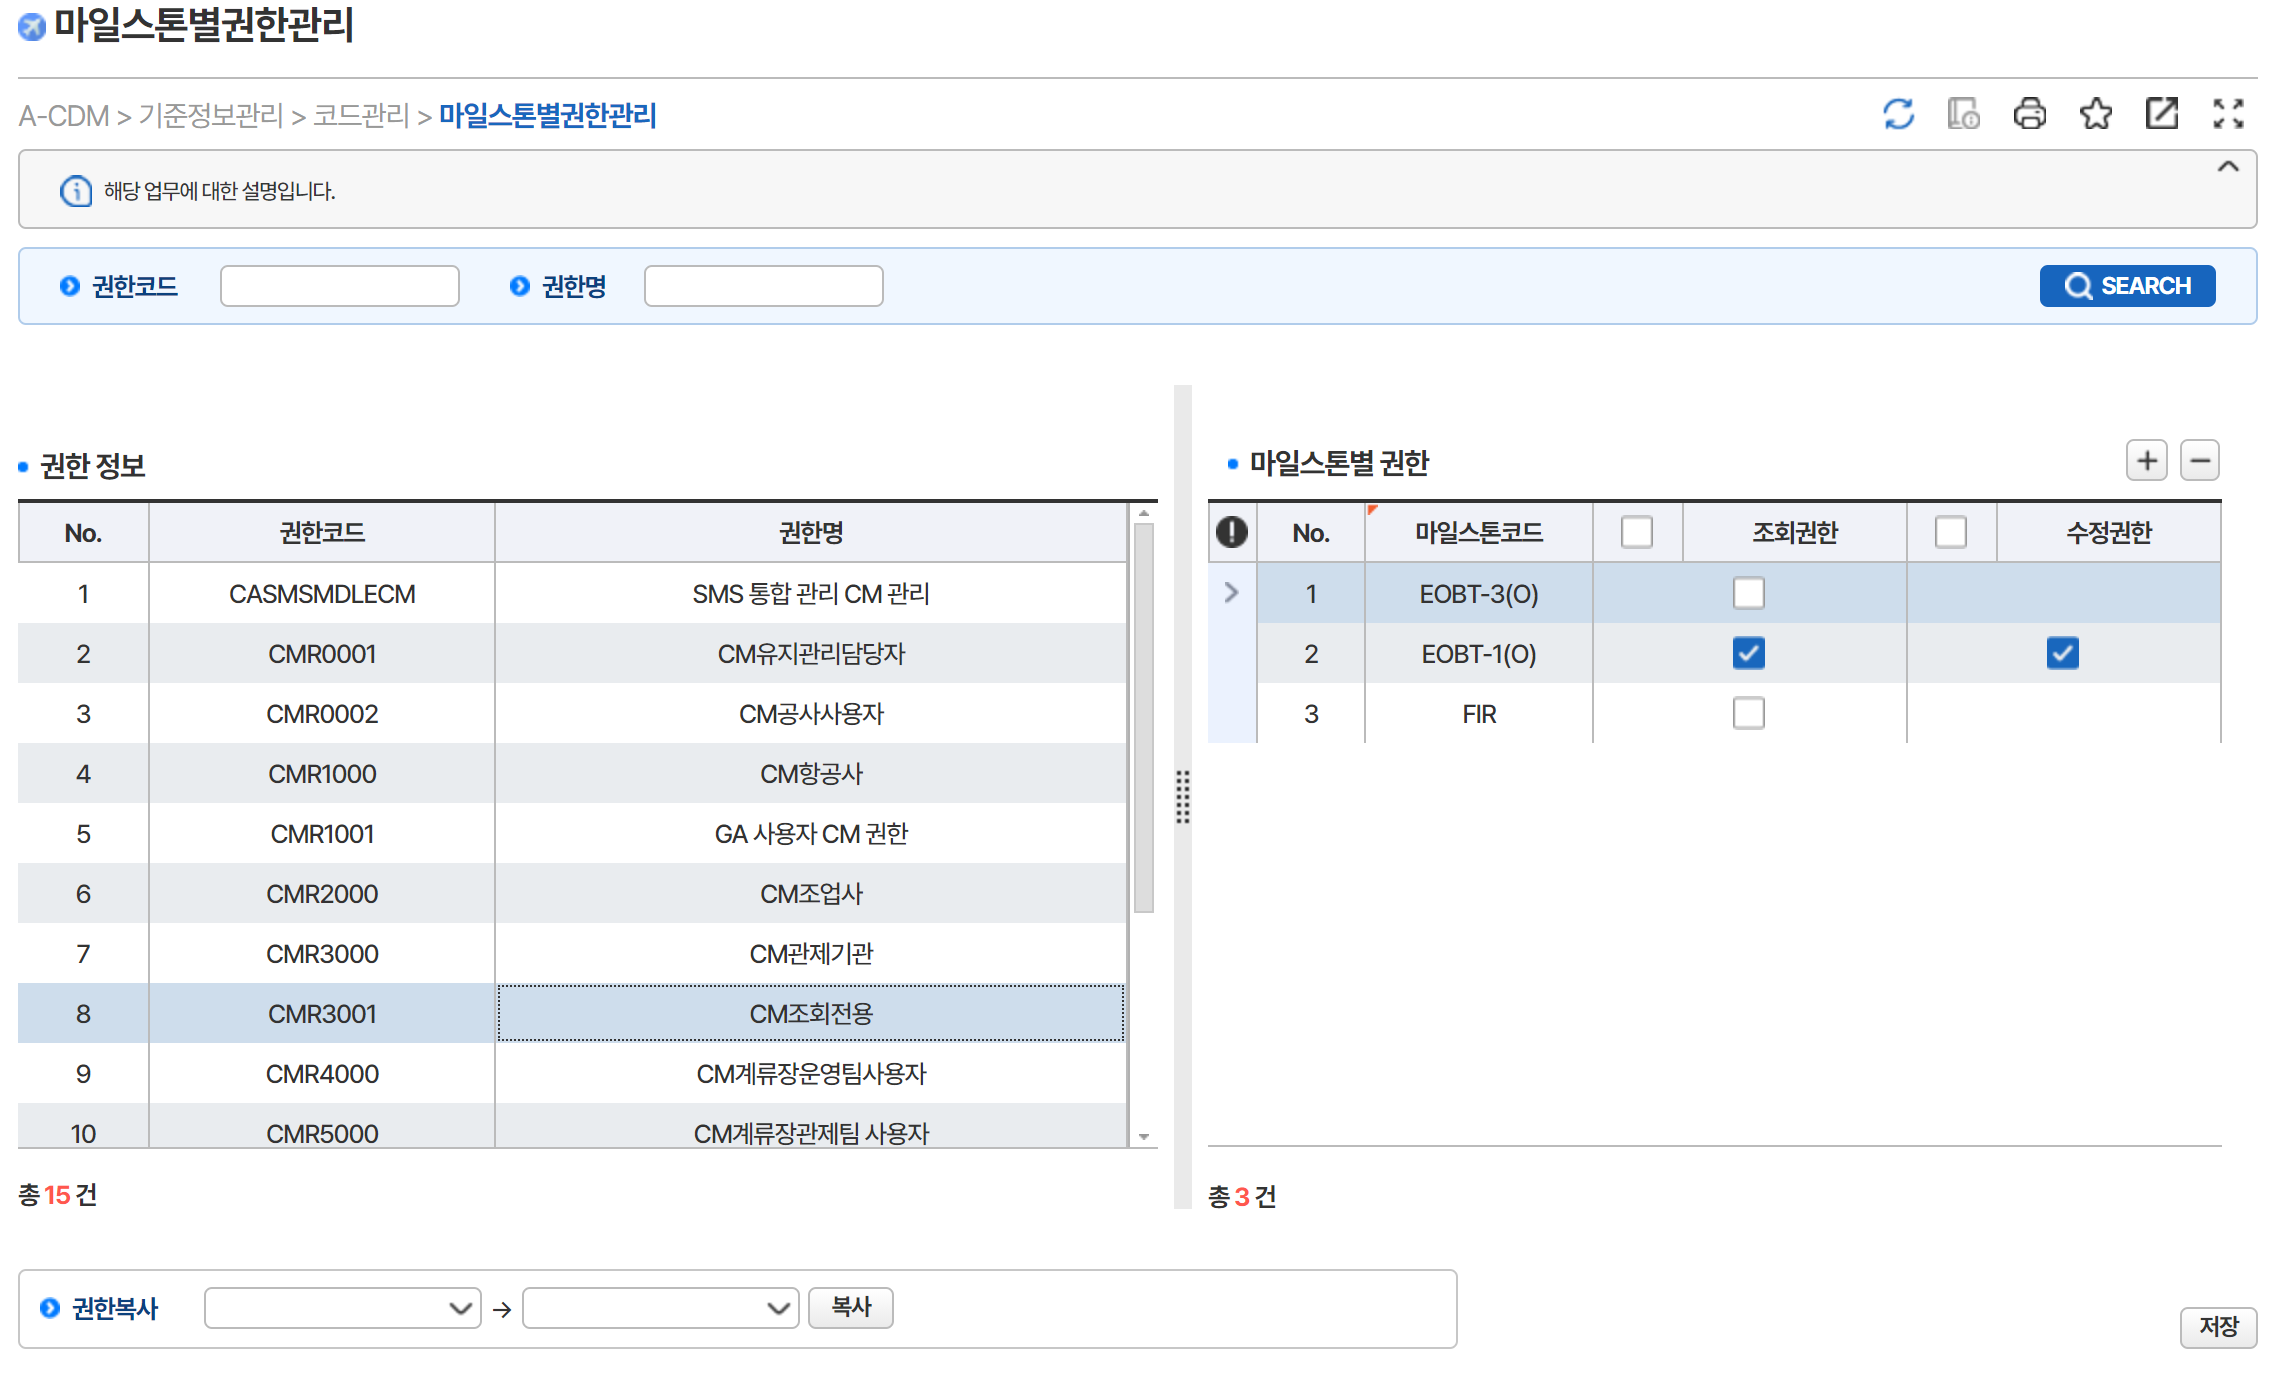 마일스톤별권한관리
A-CDM > 기준정보관리 > 코드관리 > 마일스톤별권한관리
해당 업무에 대한 설명입니다.
권한코드 권한명 SEARCH
권한 정보
No. 권한코드 권한명
1 CASMSMDLECM SMS 통합 관리 CM 관리
2 CMR0001 CM유지관리담당자
3 CMR0002 CM공사사용자
4 CMR1000 CM항공사
5 CMR1001 GA 사용자 CM 권한
6 CMR2000 CM조업사
7 CMR3000 CM관제기관
8 CMR3001 CM조회전용
9 CMR4000 CM계류장운영팀사용자
10 CMR5000 CM계류장관제팀 사용자
총 15 건
마일스톤별 권한
No. 마일스톤코드 조회권한 수정권한
1 EOBT-3(O)
2 EOBT-1(O)
3 FIR
총 3 건
권한복사 → 복사
저장